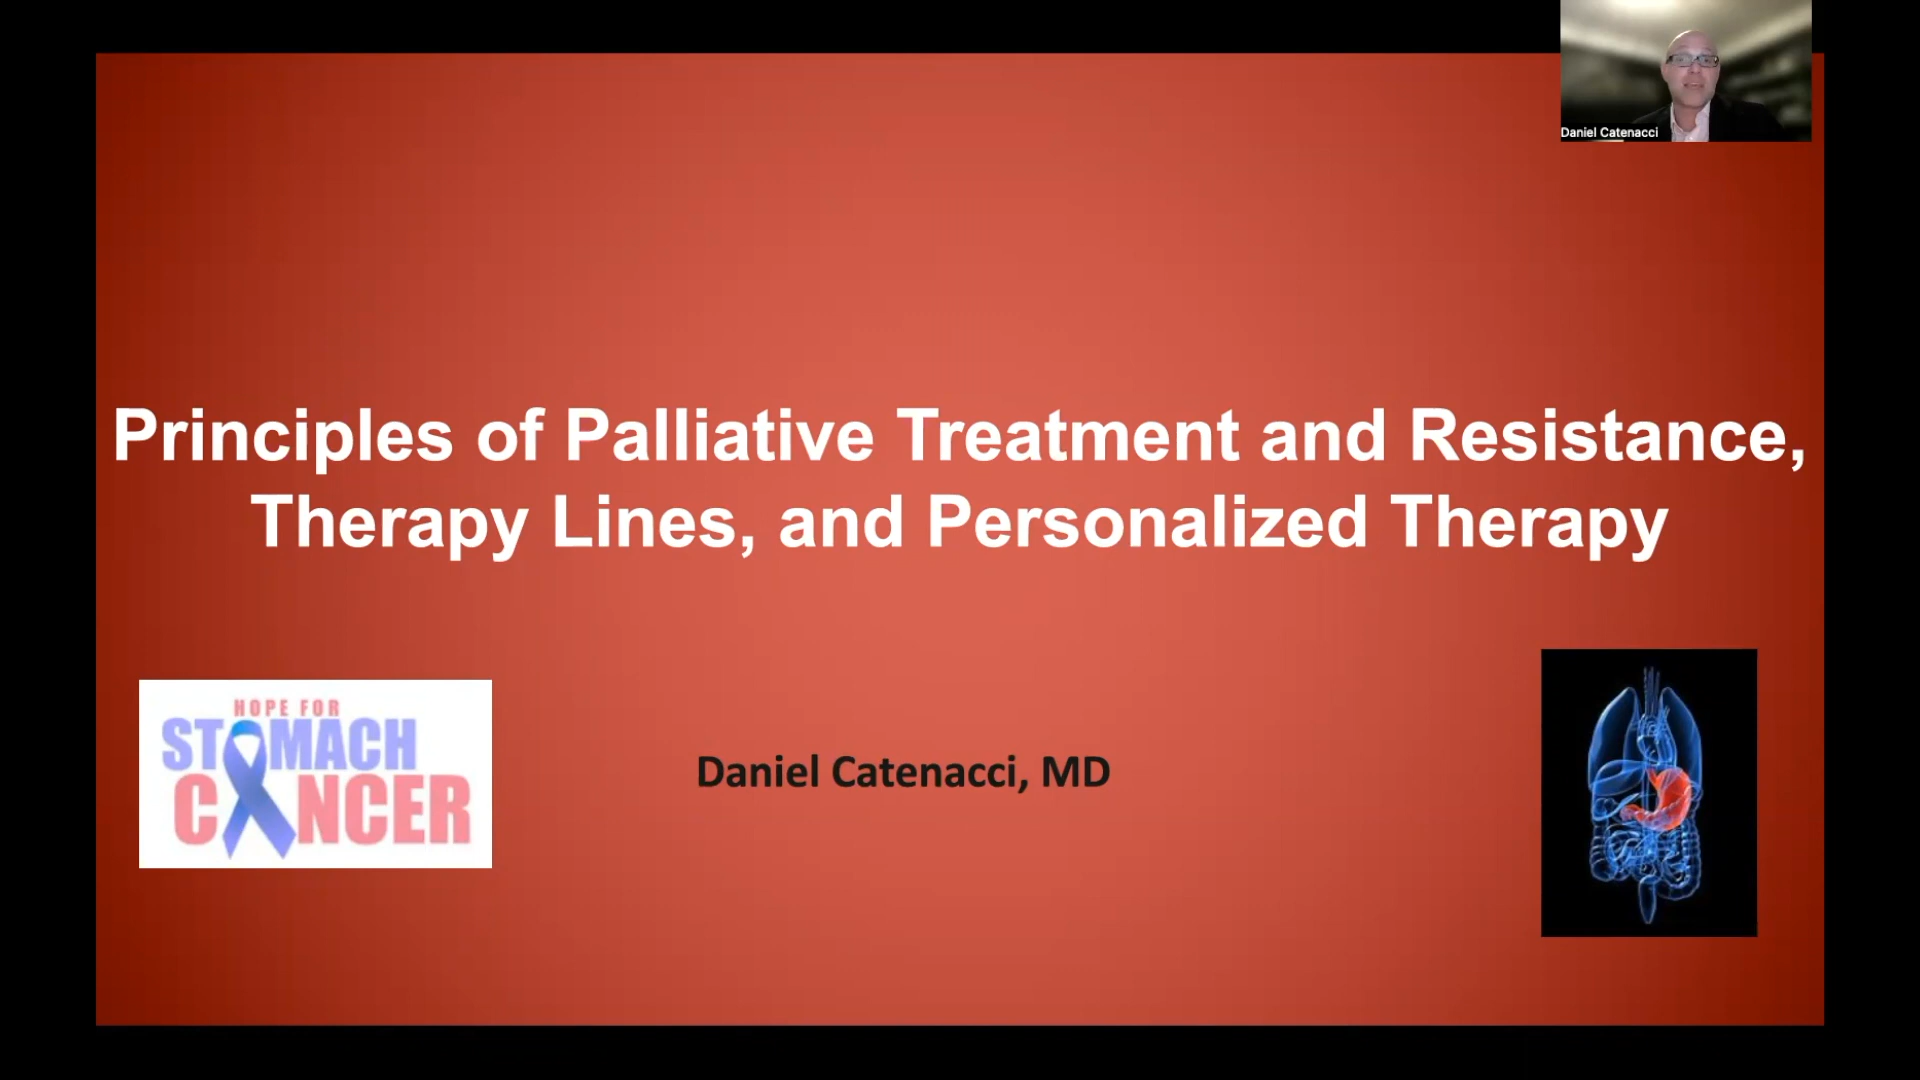 Daniel Catenacci
Principles of Palliative Treatment and Resistance,
Therapy Lines, and Personalized Therapy
HOPE FOR
STOMACH
CANCER
Daniel Catenacci, MD